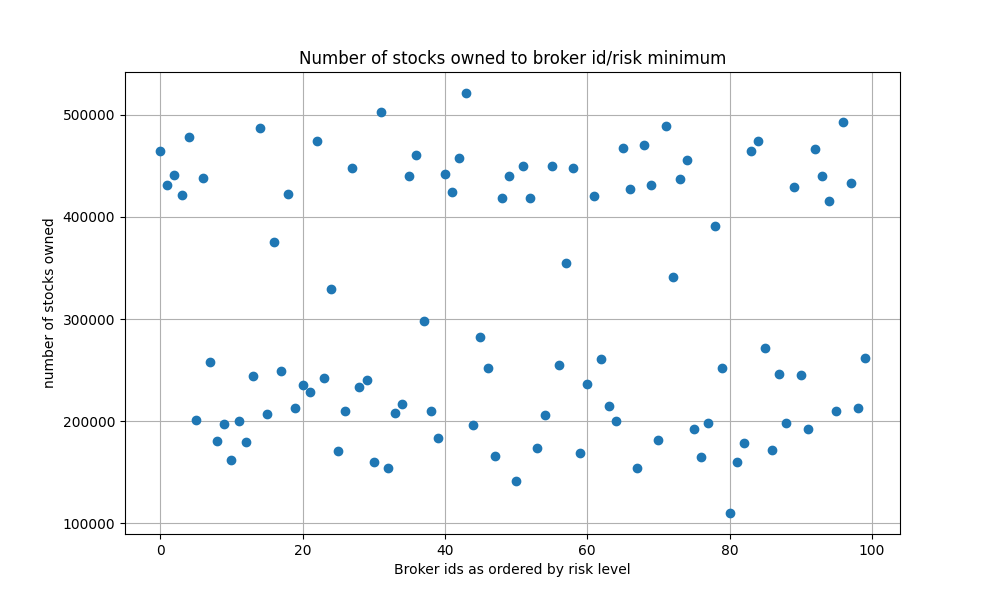 Number of stocks owned to broker id/risk minimum
500000
400000
300000
200000
100000
number of stocks owned
0 20 40 60 80 100
Broker ids as ordered by risk level